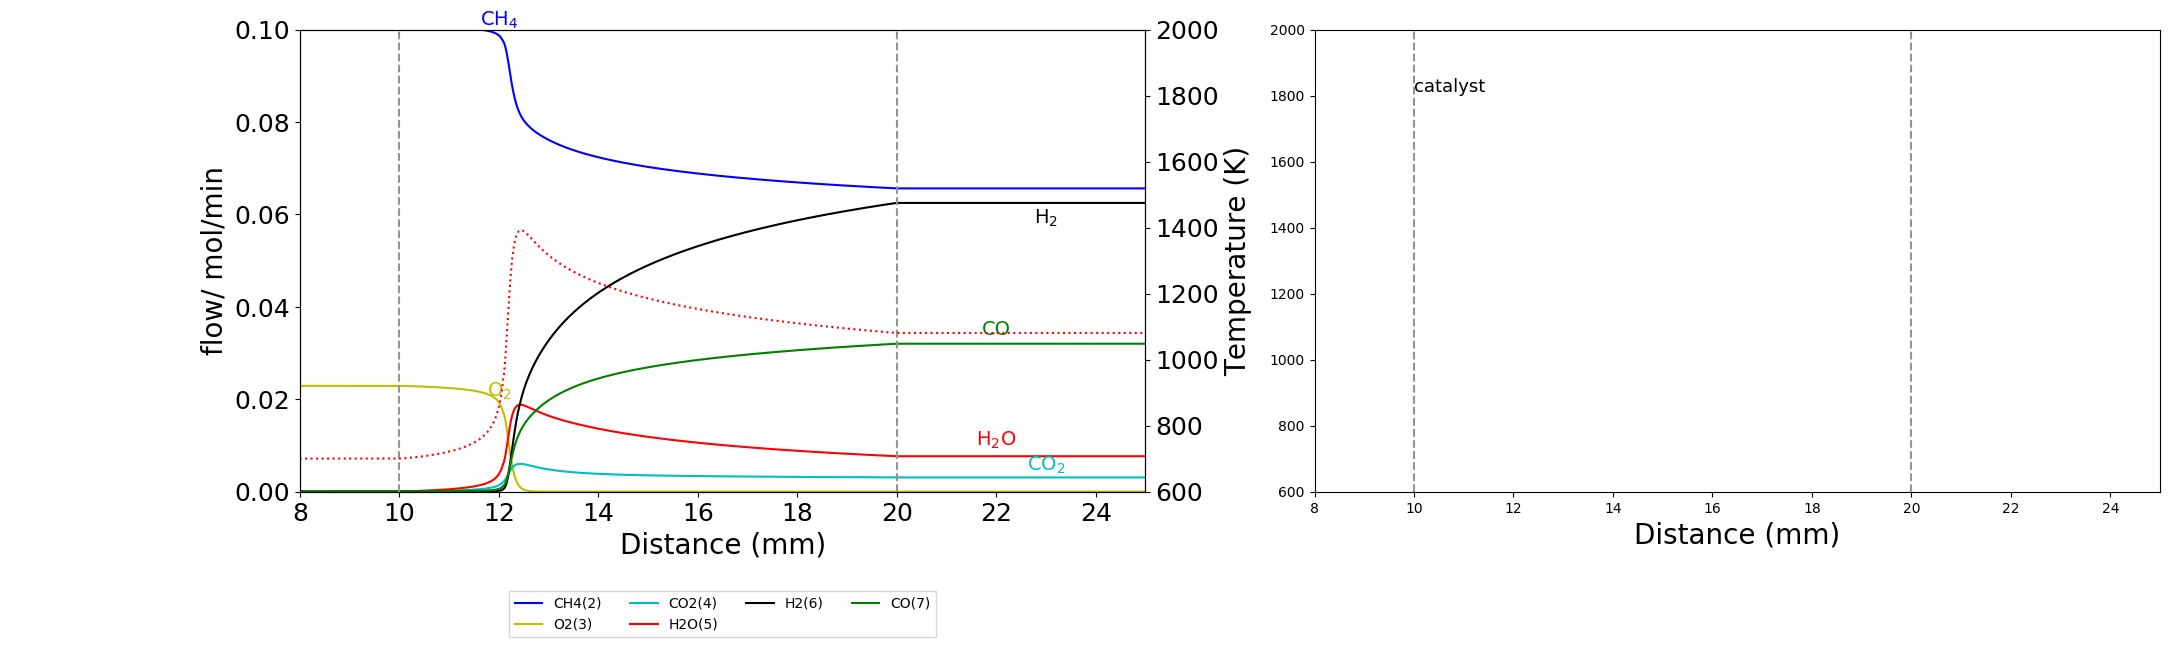 CH4
0.10
0.08
0.06
0.04
0.02
0.00
flow/ mol/min
2000
1800
1600
1400
1200
1000
800
600
Temperature (K)
H2
CO
O2
H2O
CO2
8 10 12 14 16 18 20 22 24
Distance (mm)
CH4(2) CO2(4) H2(6) CO(7)
O2(3) H2O(5)
2000
1800
1600
1400
1200
1000
800
600
catalyst
8 10 12 14 16 18 20 22 24
Distance (mm)